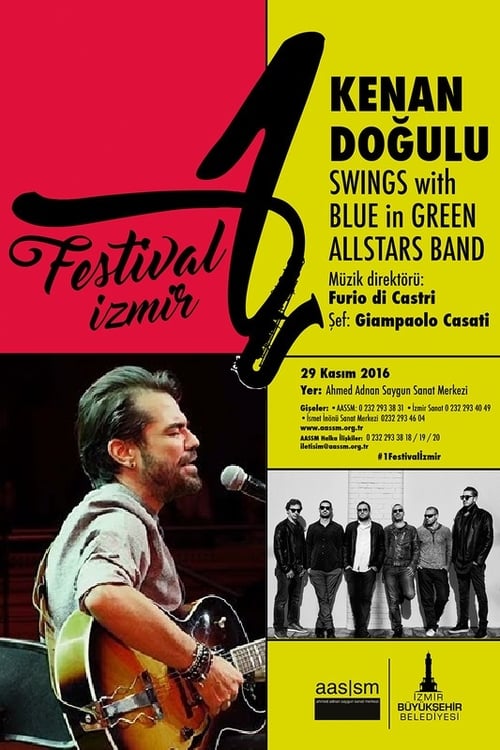 1
Festival
izmir
KENAN
DOĞULU
SWINGS with
BLUE in GREEN
ALLSTARS BAND
Müzik direktörü:
Furio di Castri
Şef: Giampaolo Casati
29 Kasım 2016
Yer: Ahmed Adnan Saygun Sanat Merkezi
Gişeler: • AASSM: 0 232 293 38 31 • İzmir Sanat 0 232 293 40 49
• İsmet İnönü Sanat Merkezi 0232 293 46 04
www.aassm.org.tr
AASSM Halka İlişkiler: 0 232 293 38 18 / 19 / 20
iletisim@aassm.org.tr
#1Festivalİzmir
aas|sm
ahmed adnan saygun sanat merkezi
İZMİR
BÜYÜKŞEHİR
BELEDİYESİ